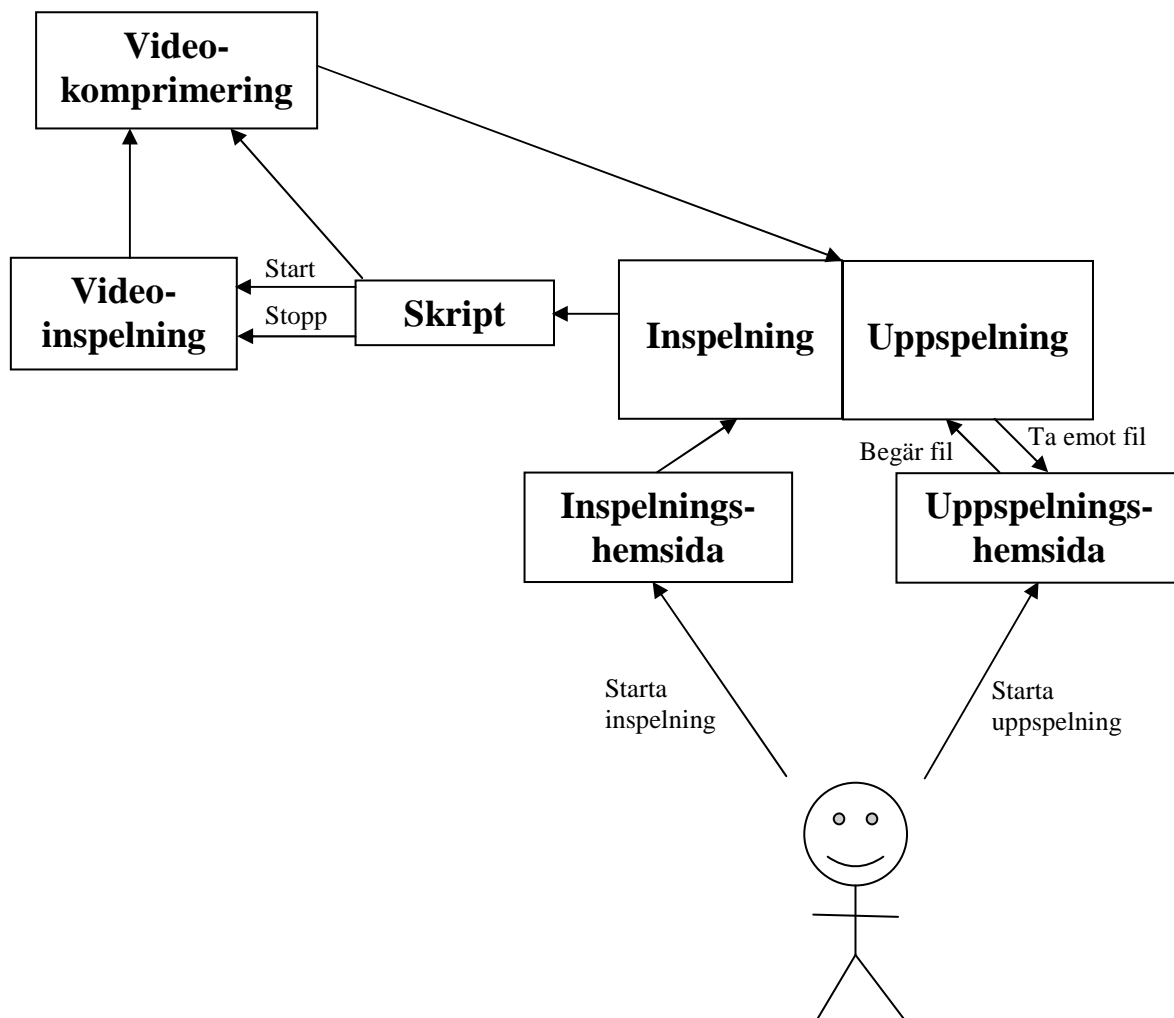 Video-
komprimering
Video-
inspelning
Start
Stopp
Skript
Inspelning
Uppspelning
Begär fil
Ta emot fil
Inspelnings-
hemsida
Uppspelnings-
hemsida
Starta
inspelning
Starta
uppspelning